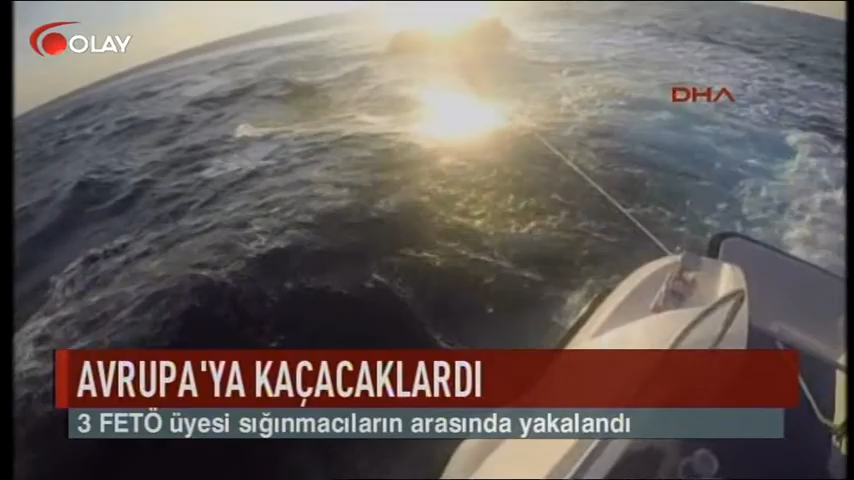 OLAY
DHA
AVRUPA'YA KAÇACAKLARDI
3 FETÖ üyesi sığınmacıların arasında yakalandı